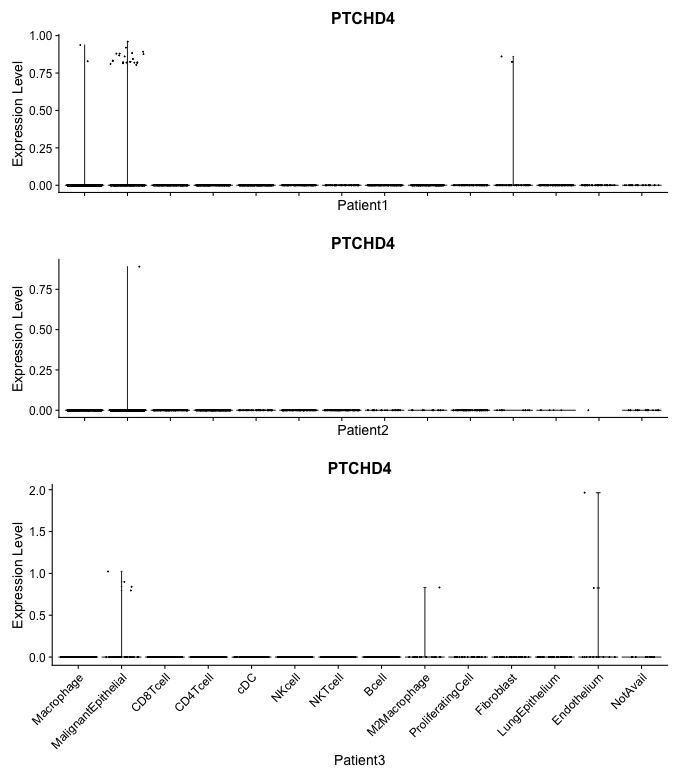 PTCHD4
Expression Level
1.00
0.75
0.50
0.25
0.00
Patient1
PTCHD4
Expression Level
0.75
0.50
0.25
0.00
Patient2
PTCHD4
Expression Level
2.0
1.5
1.0
0.5
0.0
Macrophage
MalignantEpithelial
CD8Tcell
CD4Tcell
cDC
NKcell
NKTcell
Bcell
M2Macrophage
ProliferatingCell
Fibroblast
LungEpithelium
Endothelium
NotAvail
Patient3